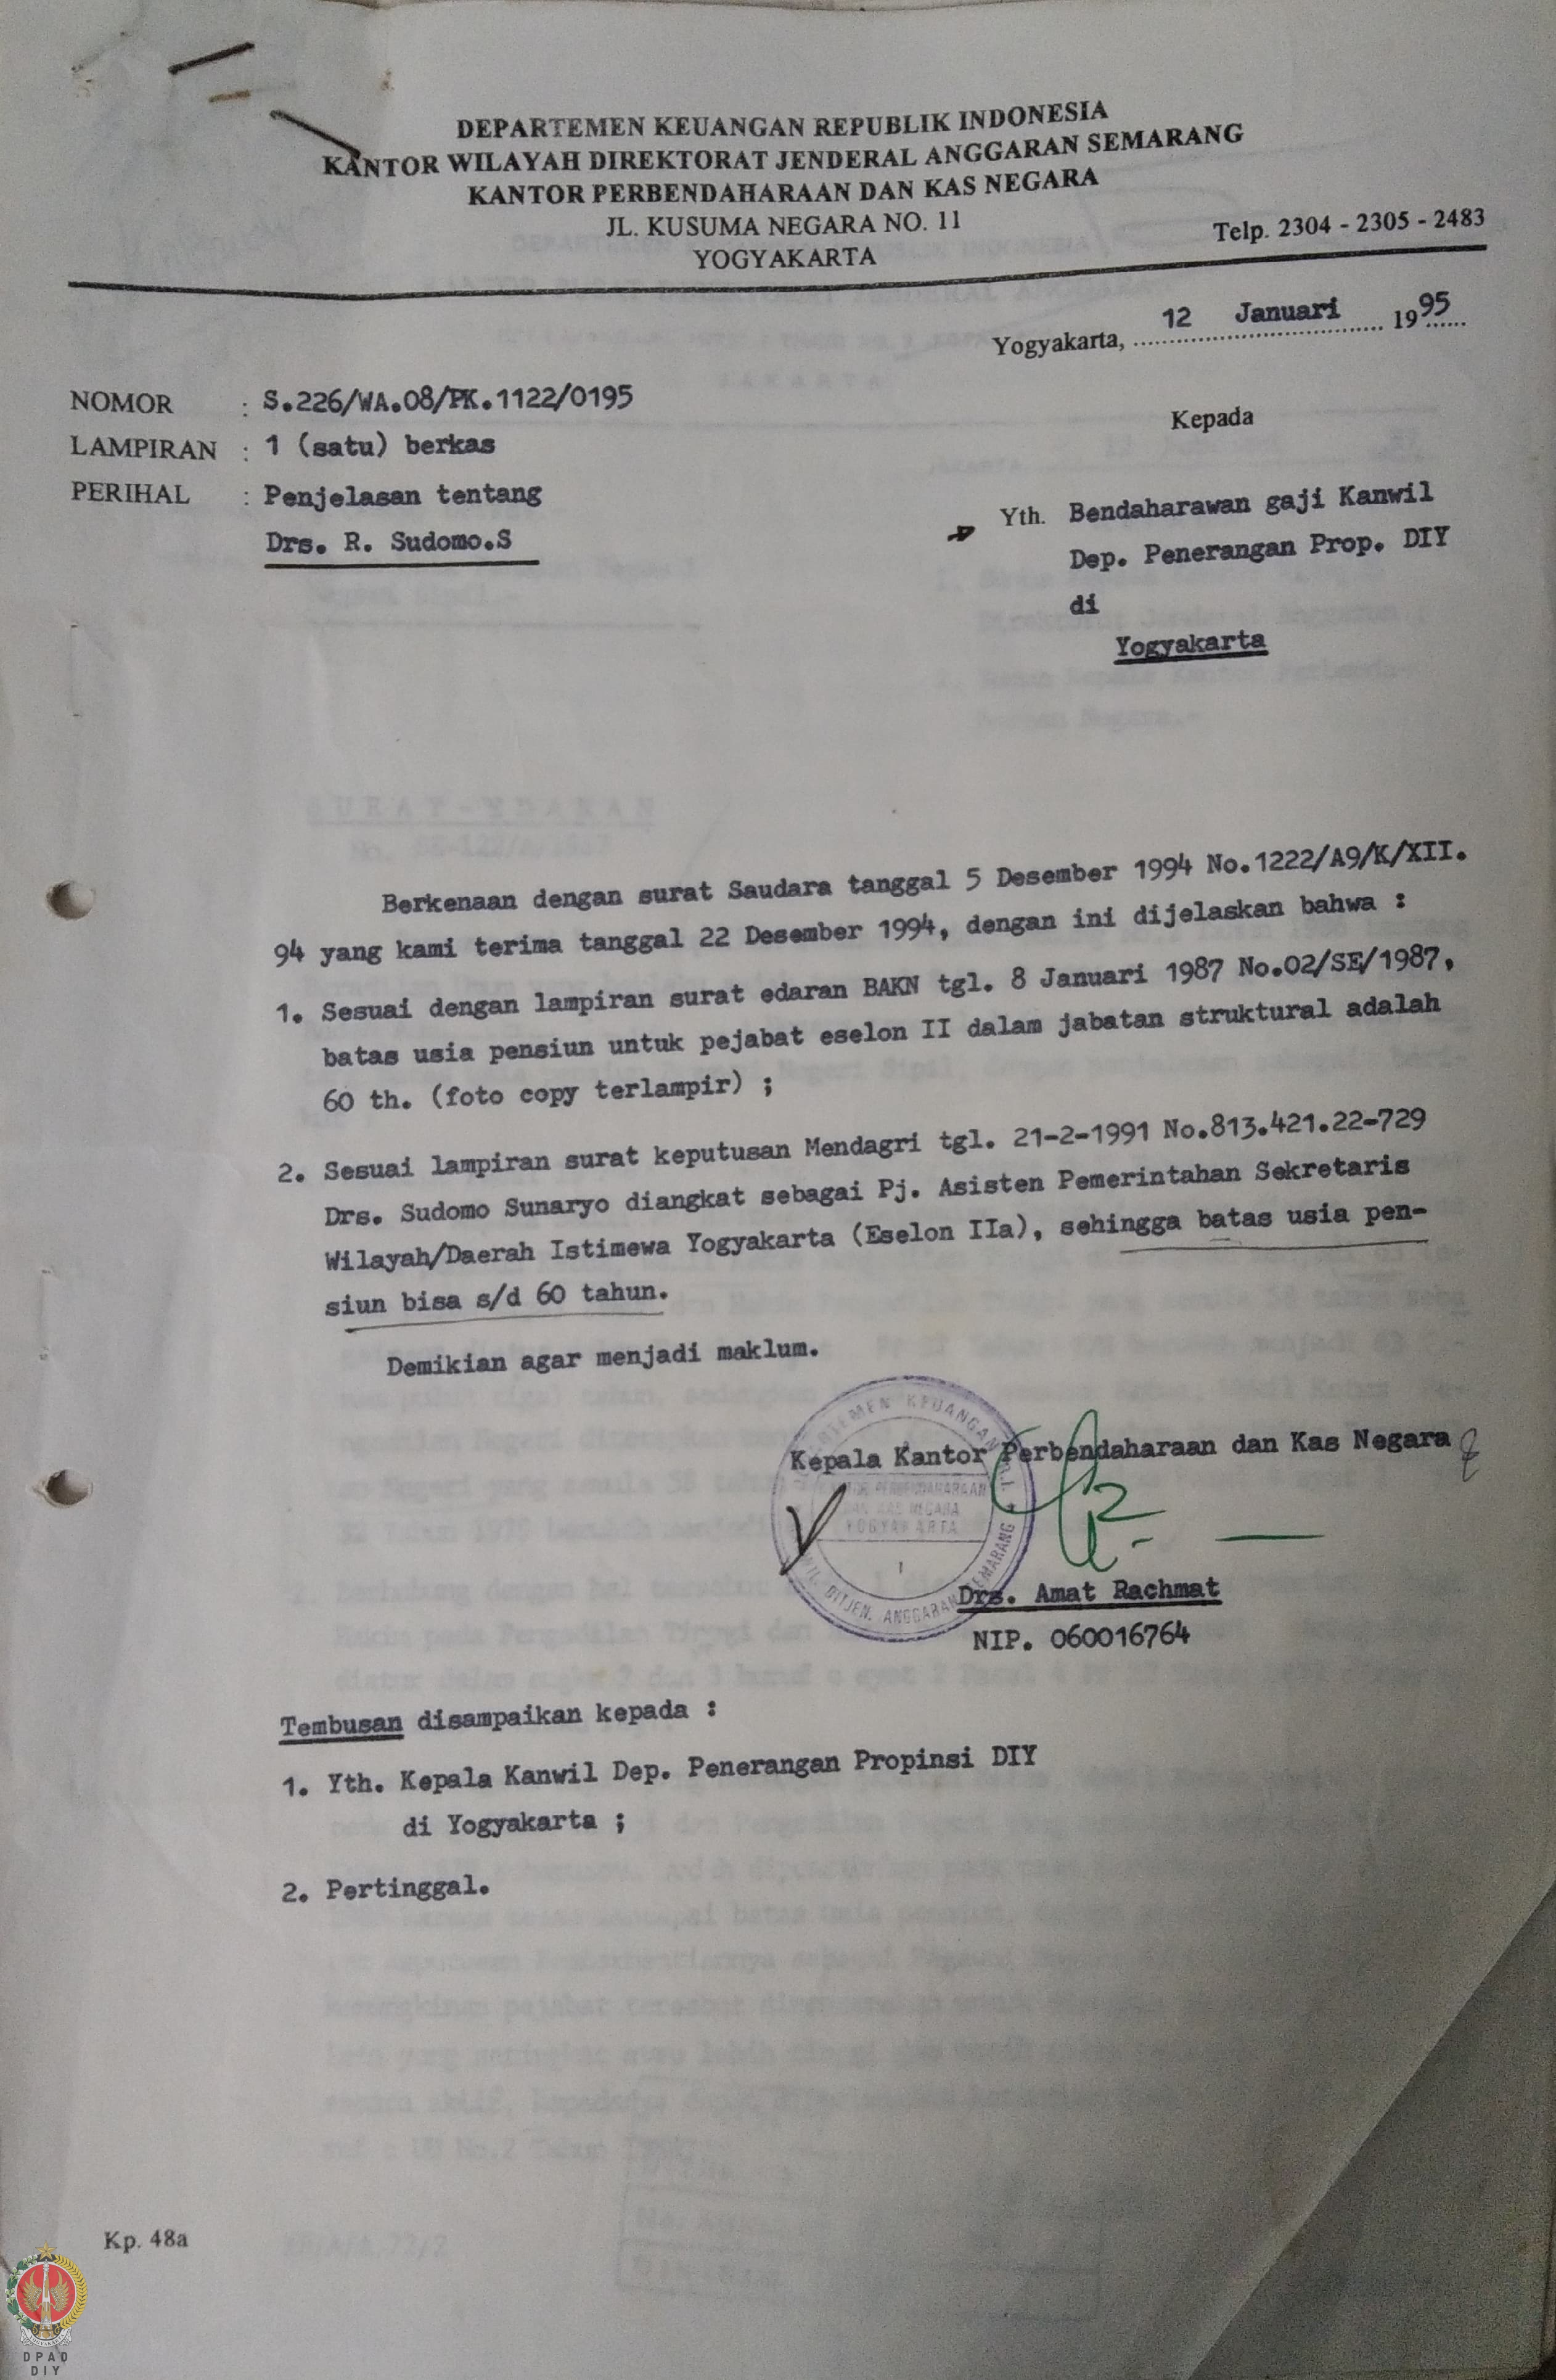 DEPARTEMEN KEUANGAN REPUBLIK INDONESIA
KANTOR WILAYAH DIREKTORAT JENDERAL ANGGARAN SEMARANG
KANTOR PERBENDAHARAAN DAN KAS NEGARA
JL. KUSUMA NEGARA NO. 11
YOGYAKARTA
Telp. 2304 - 2305 - 2483
Yogyakarta, 12 Januari 1995
NOMOR : S.226/WA.08/PK.1122/0195
LAMPIRAN : 1 (satu) berkas
PERIHAL : Penjelasan tentang
Drs. R. Sudomo.S
Kepada
Yth. Bendaharawan gaji Kanwil
Dep. Penerangan Prop. DIY
di
Yogyakarta
Berkenaan dengan surat Saudara tanggal 5 Desember 1994 No.1222/A9/K/XII.
94 yang kami terima tanggal 22 Desember 1994, dengan ini dijelaskan bahwa :
1. Sesuai dengan lampiran surat edaran BAKN tgl. 8 Januari 1987 No.02/SE/1987,
batas usia pensiun untuk pejabat eselon II dalam jabatan struktural adalah
60 th. (foto copy terlampir) ;
2. Sesuai lampiran surat keputusan Mendagri tgl. 21-2-1991 No.813.421.22-729
Drs. Sudomo Sunaryo diangkat sebagai Pj. Asisten Pemerintahan Sekretaris
Wilayah/Daerah Istimewa Yogyakarta (Eselon IIa), sehingga batas usia pen-
siun bisa s/d 60 tahun.
Demikian agar menjadi maklum.
Kepala Kantor Perbendaharaan dan Kas Negara
Drs. Amat Rachmat
NIP. 060016764
Tembusan disampaikan kepada :
1. Yth. Kepala Kanwil Dep. Penerangan Propinsi DIY
di Yogyakarta ;
2. Pertinggal.
Kp. 48a
DPAD
DIY